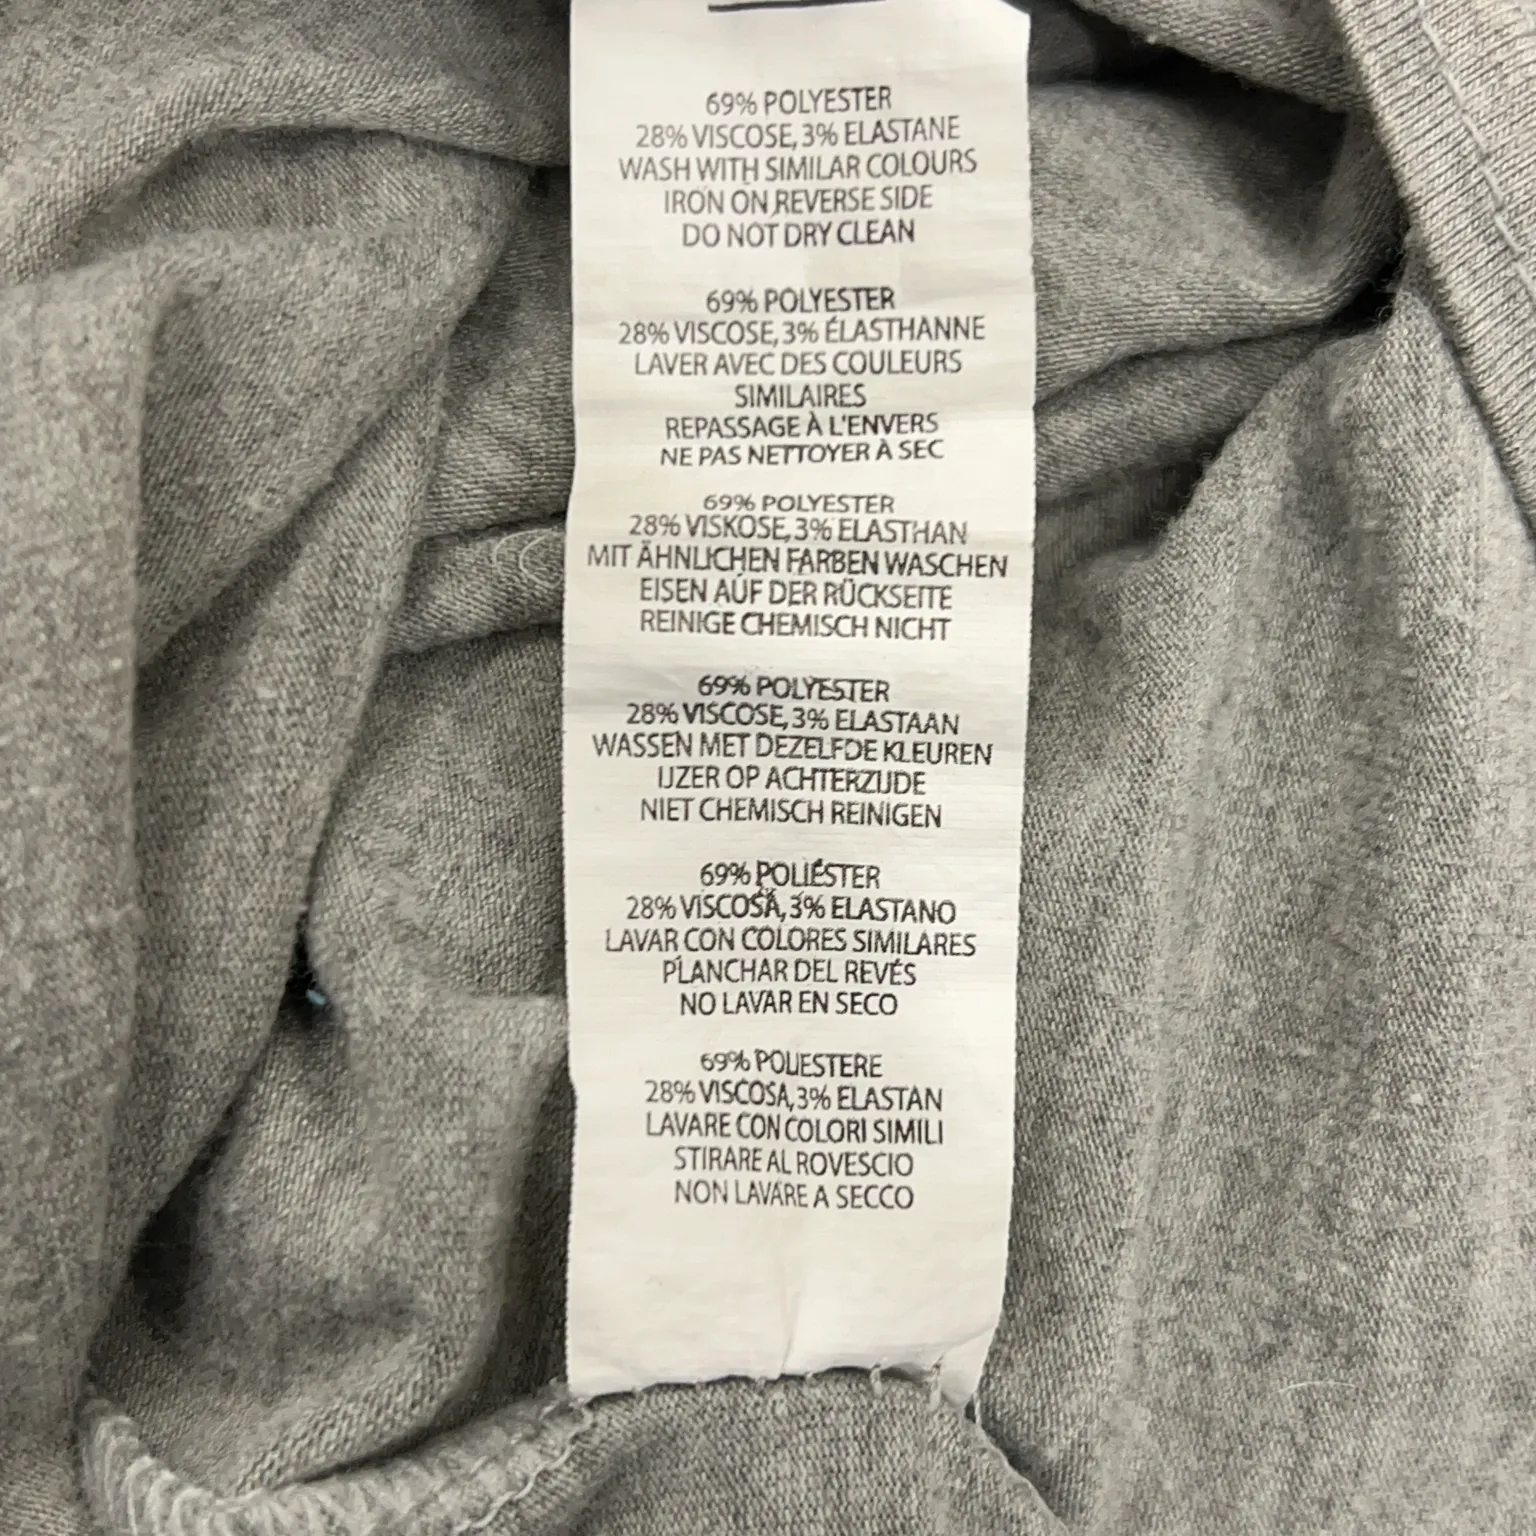 69% POLYESTER
28% VISCOSE, 3% ELASTANE
WASH WITH SIMILAR COLOURS
IRON ON REVERSE SIDE
DO NOT DRY CLEAN
69% POLYESTER
28% VISCOSE, 3% ÉLASTHANNE
LAVER AVEC DES COULEURS
SIMILAIRES
REPASSAGE À L'ENVERS
NE PAS NETTOYER À SEC
69% POLYESTER
28% VISKOSE, 3% ELASTHAN
MIT ÄHNLICHEN FARBEN WASCHEN
EISEN AUF DER RÜCKSEITE
REINIGE CHEMISCH NICHT
69% POLYESTER
28% VISCOSE, 3% ELASTAAN
WASSEN MET DEZELFDE KLEUREN
IJZER OP ACHTERZIJDE
NIET CHEMISCH REINIGEN
69% POLIÉSTER
28% VISCOSA, 3% ELASTANO
LAVAR CON COLORES SIMILARES
PLANCHAR DEL REVÉS
NO LAVAR EN SECO
69% POLIESTERE
28% VISCOSA, 3% ELASTAN
LAVARE CON COLORI SIMILI
STIRARE AL ROVESCIO
NON LAVARE A SECCO